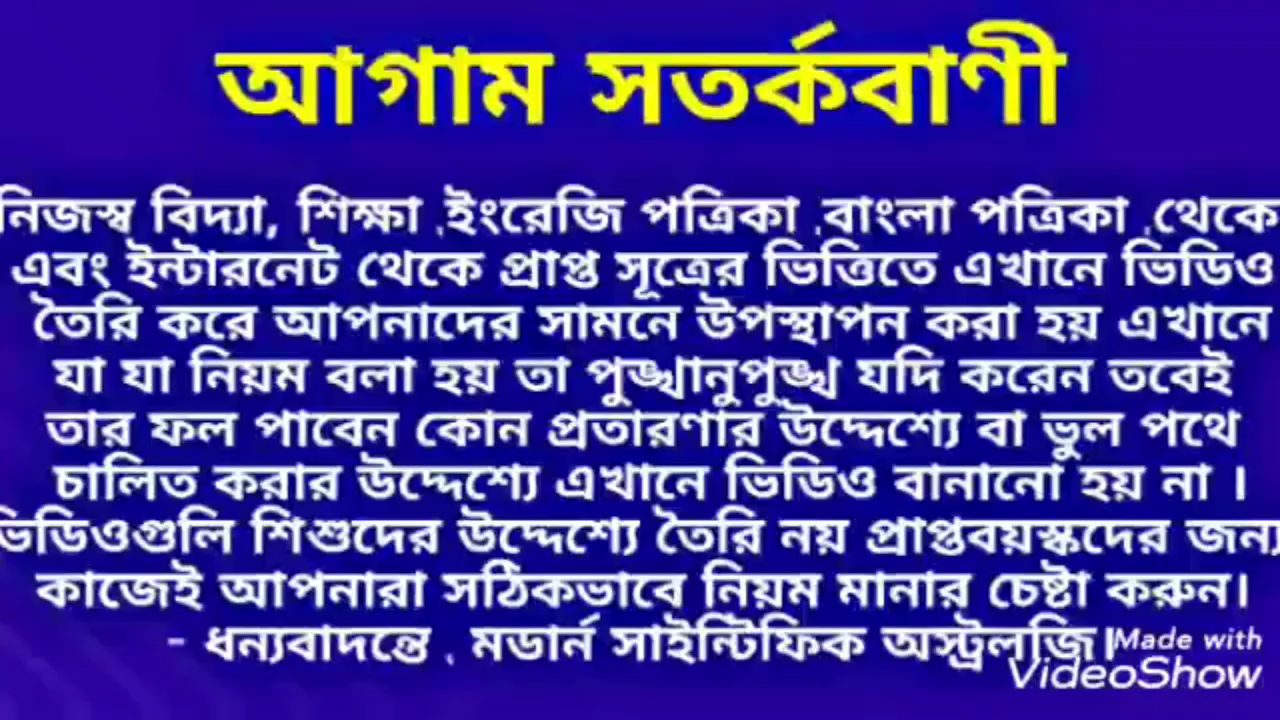 আগাম সতর্কবাণী
নিজস্ব বিদ্যা, শিক্ষা ,ইংরেজি পত্রিকা ,বাংলা পত্রিকা ,থেকে
এবং ইন্টারনেট থেকে প্রাপ্ত সূত্রের ভিত্তিতে এখানে ভিডিও
তৈরি করে আপনাদের সামনে উপস্থাপন করা হয় এখানে
যা যা নিয়ম বলা হয় তা পুঙ্খানুপুঙ্খ যদি করেন তবেই
তার ফল পাবেন কোন প্রতারণার উদ্দেশ্যে বা ভুল পথে
চালিত করার উদ্দেশ্যে এখানে ভিডিও বানানো হয় না ।
ভিডিওগুলি শিশুদের উদ্দেশ্যে তৈরি নয় প্রাপ্তবয়স্কদের জন্য
কাজেই আপনারা সঠিকভাবে নিয়ম মানার চেষ্টা করুন।
- ধন্যবাদন্তে , মডার্ন সাইন্টিফিক অস্ট্রলজি।
Made with
VideoShow